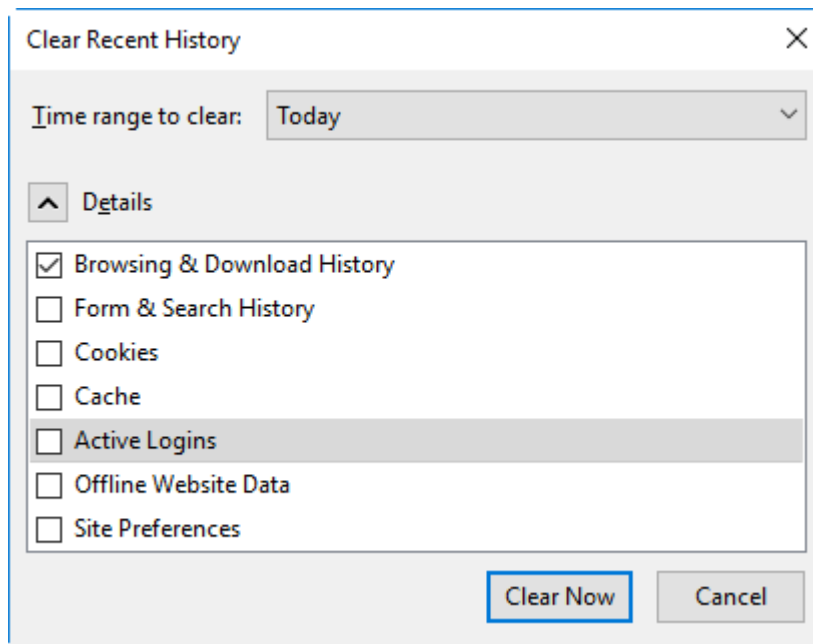 Clear Recent History
Time range to clear: Today
Details
Browsing & Download History
Form & Search History
Cookies
Cache
Active Logins
Offline Website Data
Site Preferences
Clear Now Cancel